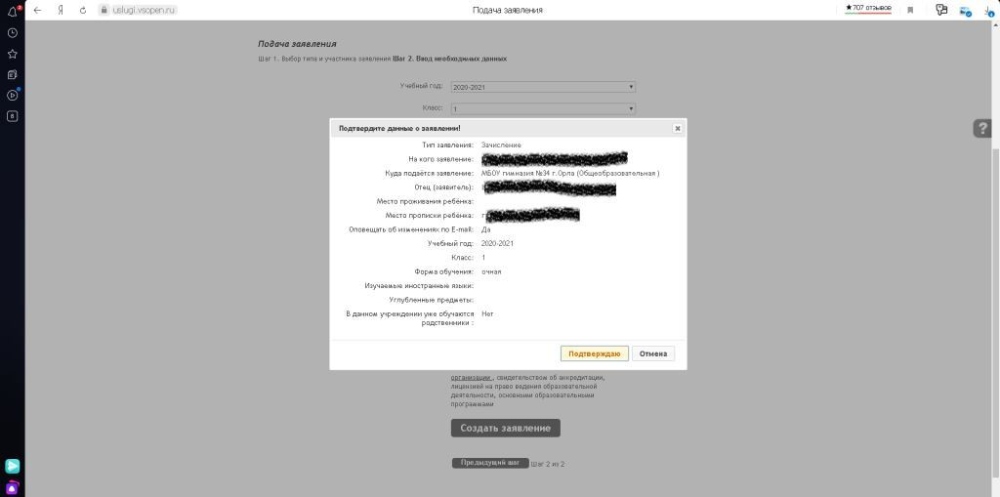 uslugi.vsopen.ru
Подача заявления
★707 отзывов
Подача заявления
Шаг 1. Выбор типа и участника заявления Шаг 2. Ввод необходимых данных
Учебный год: 2020-2021
Класс: 1
Подтвердите данные о заявлении!
Тип заявления: Зачисление
На кого заявление:
Куда подаётся заявление: МБОУ гимназия №34 г.Орла (Общеобразовательная )
Отец (заявитель):
Место проживания ребёнка:
Место прописки ребёнка: г
Оповещать об изменениях по E-mail: Да
Учебный год: 2020-2021
Класс: 1
Форма обучения: очная
Изучаемые иностранные языки:
Углубленные предметы:
В данном учреждении уже обучаются Нет
родственники :
Подтверждаю Отмена
организации , свидетельством об аккредитации,
лицензией на право ведения образовательной
деятельности, основными образовательными
программами
Создать заявление
Предыдущий шаг Шаг 2 из 2